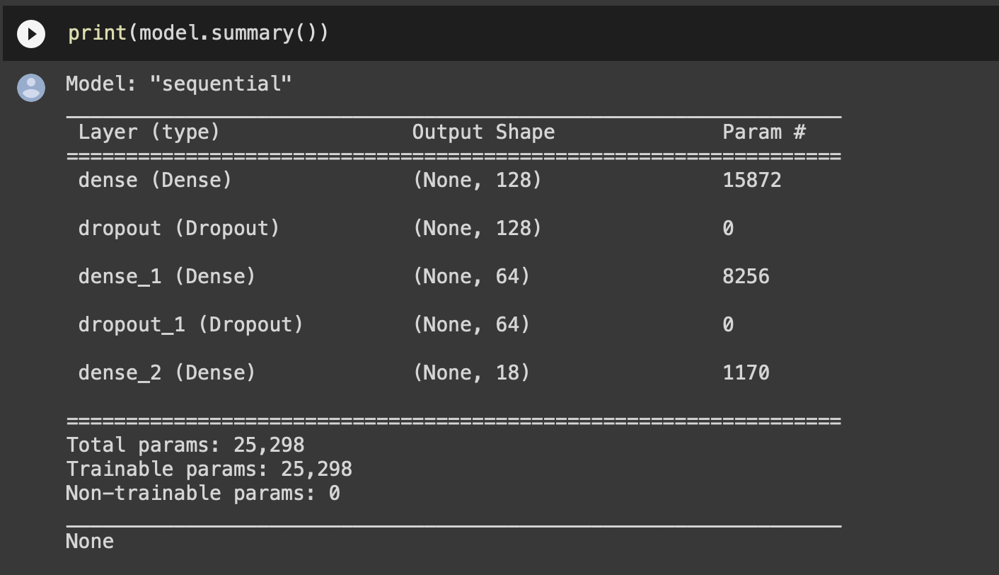 print(model.summary())
Model: "sequential"
_________________________________________________________________
Layer (type) Output Shape Param #
=================================================================
dense (Dense) (None, 128) 15872
dropout (Dropout) (None, 128) 0
dense_1 (Dense) (None, 64) 8256
dropout_1 (Dropout) (None, 64) 0
dense_2 (Dense) (None, 18) 1170
=================================================================
Total params: 25,298
Trainable params: 25,298
Non-trainable params: 0
_________________________________________________________________
None